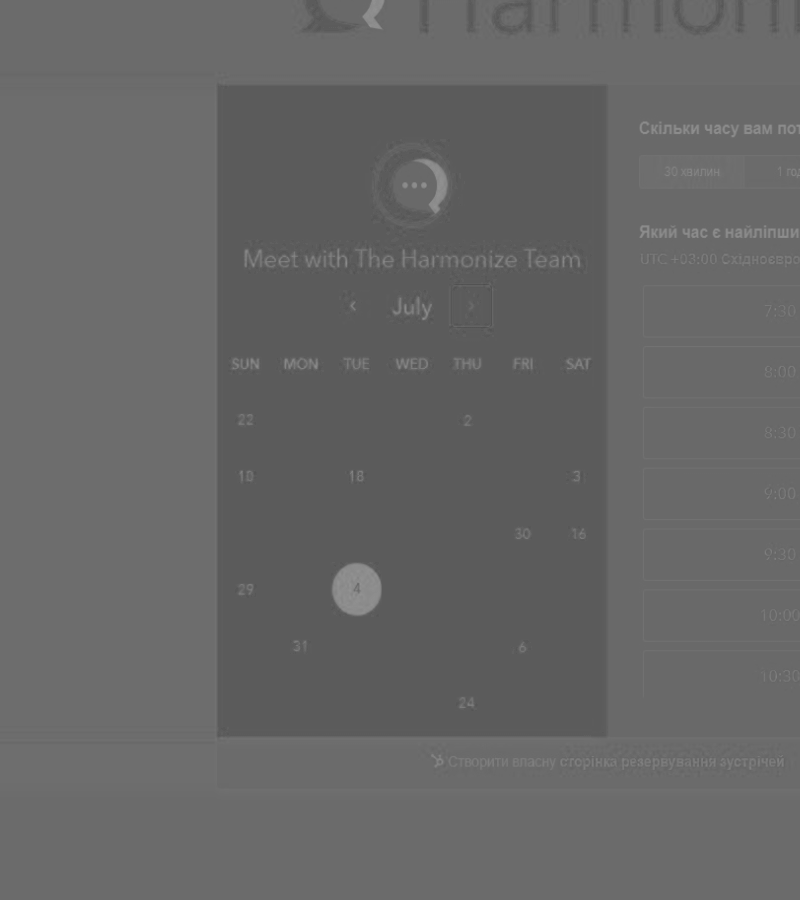 Harmoni
Meet with The Harmonize Team
‹ July ›
SUN MON TUE WED THU FRI SAT
22 2
18 18 3
30 16
29 4
31 6
24
Скільки часу вам пот
30 хвилин 1 год
Який час є найліпши
UTC +03:00 Східноєвро
7:30
8:00
8:30
9:00
9:30
10:00
10:30
Створити власну сторінка резервування зустрічей